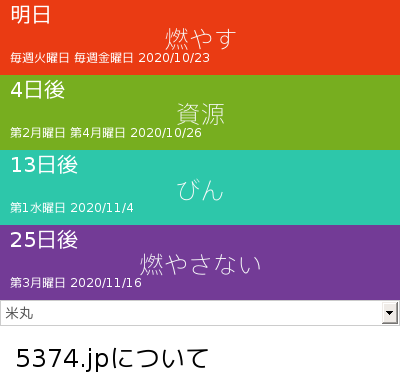 明日
燃やす
毎週火曜日 毎週金曜日 2020/10/23
4日後
資源
第2月曜日 第4月曜日 2020/10/26
13日後
びん
第1水曜日 2020/11/4
25日後
燃やさない
第3月曜日 2020/11/16
米丸
5374.jpについて